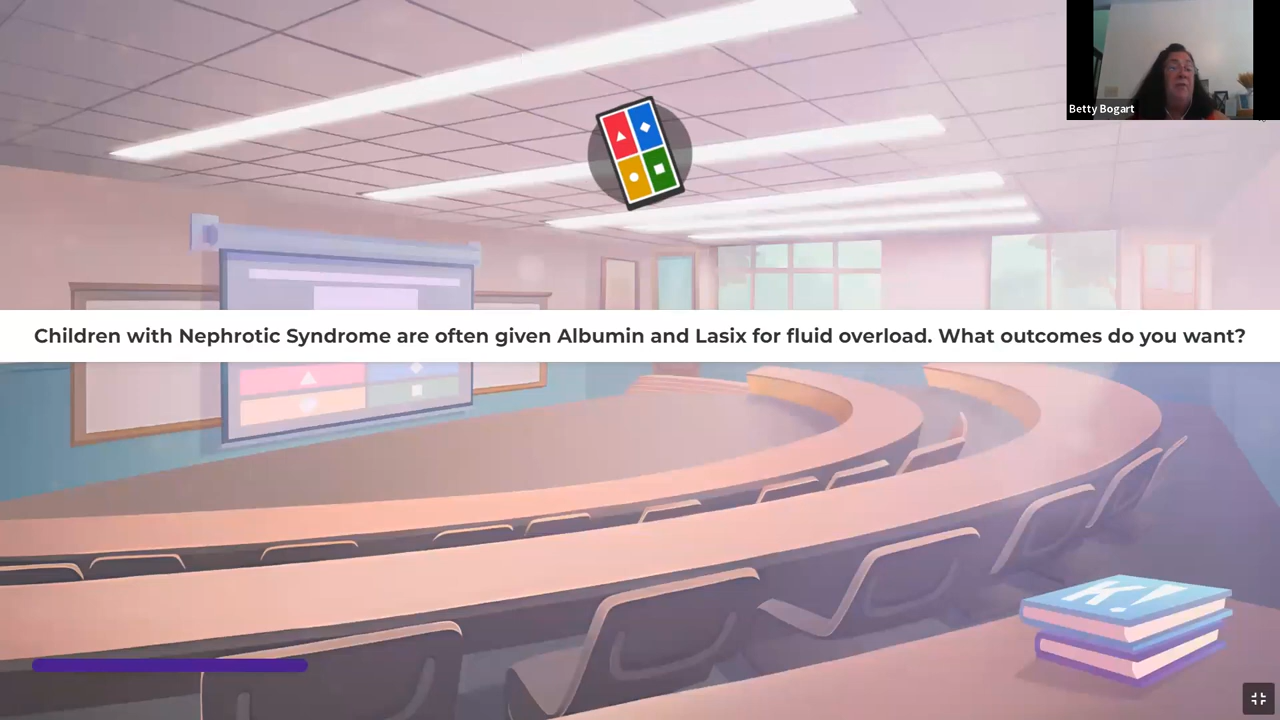 Betty Bogart
Children with Nephrotic Syndrome are often given Albumin and Lasix for fluid overload. What outcomes do you want?
K!